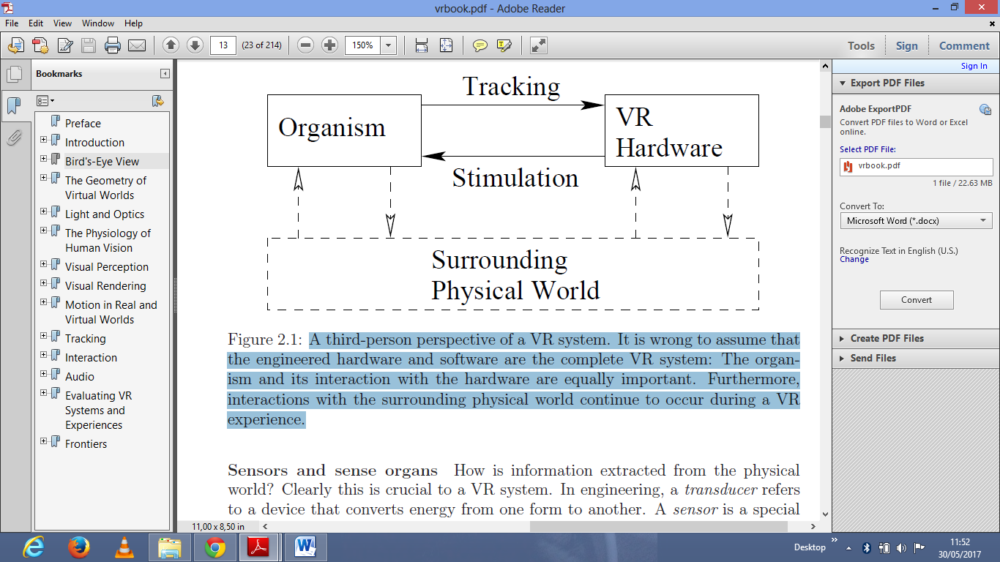 vrbook.pdf - Adobe Reader
File Edit View Window Help
13 (23 of 214) 150% Tools Sign Comment
Bookmarks
Preface
Introduction
Bird's-Eye View
The Geometry of
Virtual Worlds
Light and Optics
The Physiology of
Human Vision
Visual Perception
Visual Rendering
Motion in Real and
Virtual Worlds
Tracking
Interaction
Audio
Evaluating VR
Systems and
Experiences
Frontiers
Tracking
Organism
VR
Hardware
Stimulation
Surrounding
Physical World
Figure 2.1: A third-person perspective of a VR system. It is wrong to assume that
the engineered hardware and software are the complete VR system: The organ-
ism and its interaction with the hardware are equally important. Furthermore,
interactions with the surrounding physical world continue to occur during a VR
experience.
Sensors and sense organs How is information extracted from the physical
world? Clearly this is crucial to a VR system. In engineering, a transducer refers
to a device that converts energy from one form to another. A sensor is a special
11,00 x 8,50 in
Sign In
Export PDF Files
Adobe ExportPDF
Convert PDF files to Word or Excel
online.
Select PDF File:
vrbook.pdf
1 file / 22.63 MB
Convert To:
Microsoft Word (*.docx)
Recognize Text in English (U.S.)
Change
Convert
Create PDF Files
Send Files
Desktop
11:52
30/05/2017